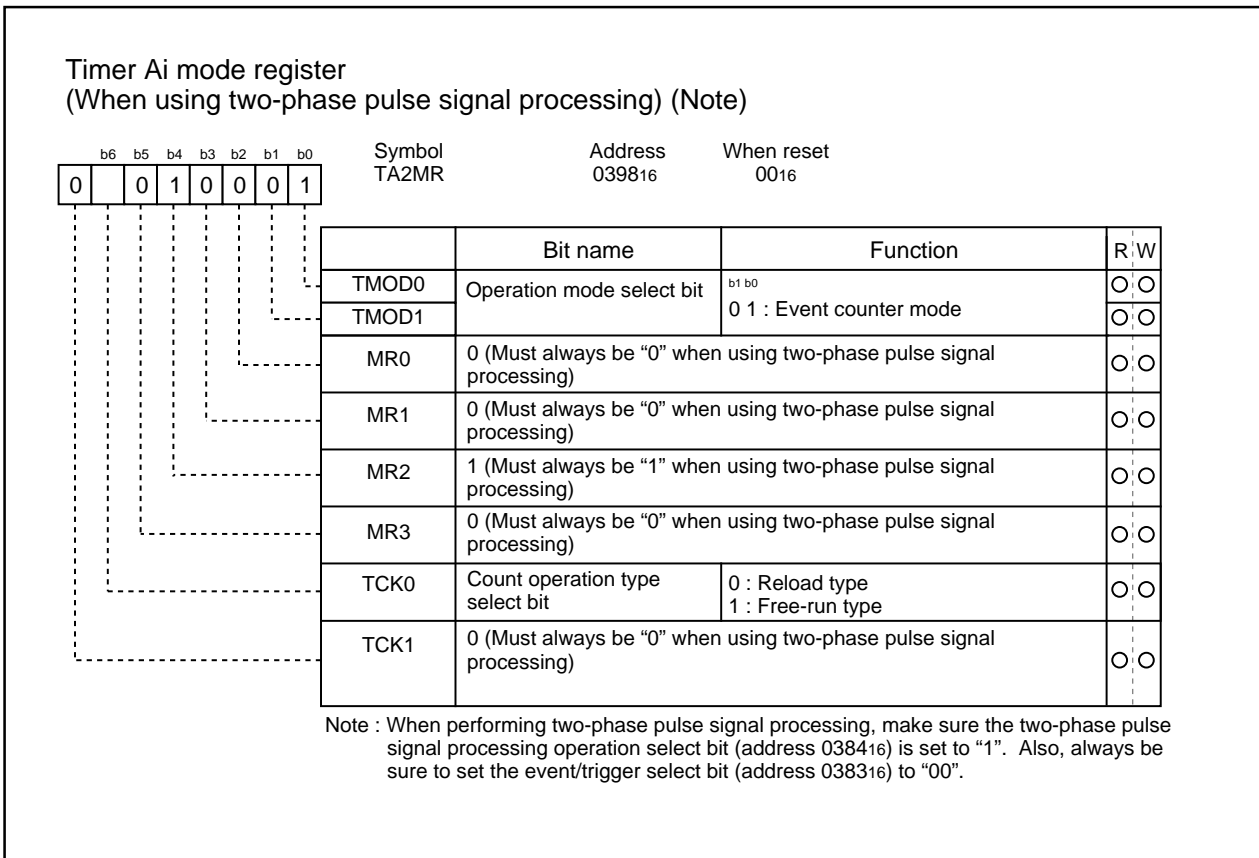 Timer Ai mode register
(When using two-phase pulse signal processing) (Note)
b6 b5 b4 b3 b2 b1 b0
0 0 1 0 0 0 1
Symbol Address When reset
TA2MR 039816 0016
Bit name Function R W
TMOD0 Operation mode select bit b1 b0
TMOD1 0 1 : Event counter mode
MR0 0 (Must always be “0” when using two-phase pulse signal
processing)
MR1 0 (Must always be “0” when using two-phase pulse signal
processing)
MR2 1 (Must always be “1” when using two-phase pulse signal
processing)
MR3 0 (Must always be “0” when using two-phase pulse signal
processing)
TCK0 Count operation type 0 : Reload type
select bit 1 : Free-run type
TCK1 0 (Must always be “0” when using two-phase pulse signal
processing)
Note : When performing two-phase pulse signal processing, make sure the two-phase pulse
signal processing operation select bit (address 038416) is set to “1”. Also, always be
sure to set the event/trigger select bit (address 038316) to “00”.